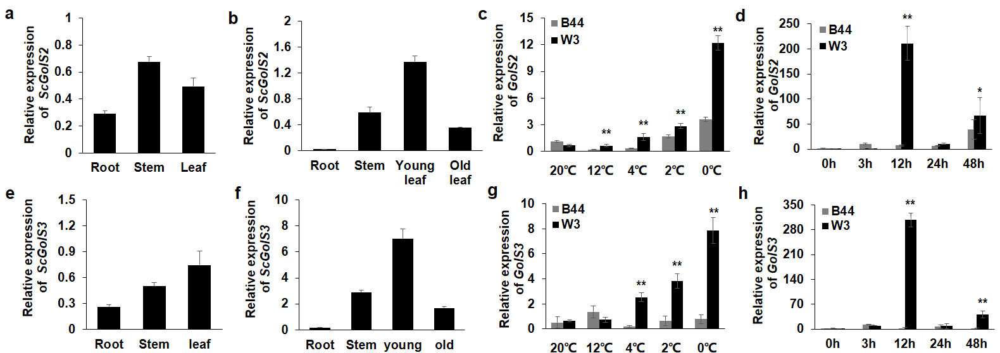 a
Relative expression
of ScGolS2
1
0.8
0.6
0.4
0.2
0
Root Stem Leaf
b
Relative expression
of ScGolS2
2
1.6
1.2
0.8
0.4
0
Root Stem Young Old
leaf leaf
c
Relative expression
of GolS2
15
12
9
6
3
0
B44
W3
** ** ** **
20℃ 12℃ 4℃ 2℃ 0℃
d
Relative expression
of GolS2
250
200
150
100
50
0
B44
W3
** *
0h 3h 12h 24h 48h
e
Relative expression
of ScGolS3
1.5
1.2
0.9
0.6
0.3
0
Root Stem leaf
f
Relative expression
of ScGolS3
10
8
6
4
2
0
Root Stem young old
g
Relative expression
of GolS3
10
8
6
4
2
0
B44
W3
** ** **
20℃ 12℃ 4℃ 2℃ 0℃
h
Relative expression
of GolS3
350
280
210
140
70
0
B44
W3
** **
0h 3h 12h 24h 48h